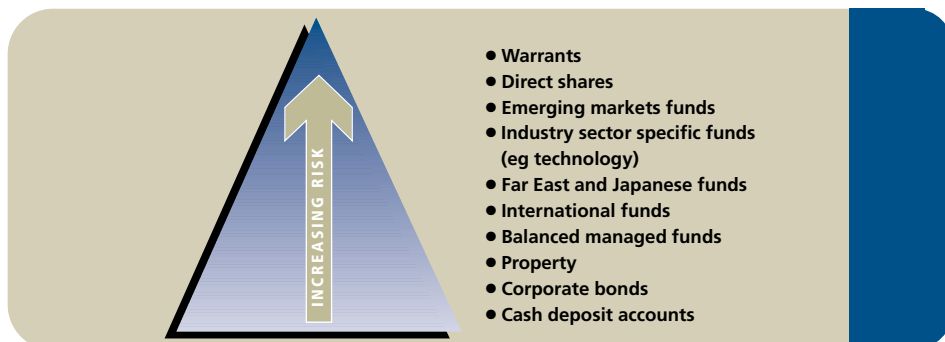 INCREASING RISK
• Warrants
• Direct shares
• Emerging markets funds
• Industry sector specific funds
(eg technology)
• Far East and Japanese funds
• International funds
• Balanced managed funds
• Property
• Corporate bonds
• Cash deposit accounts